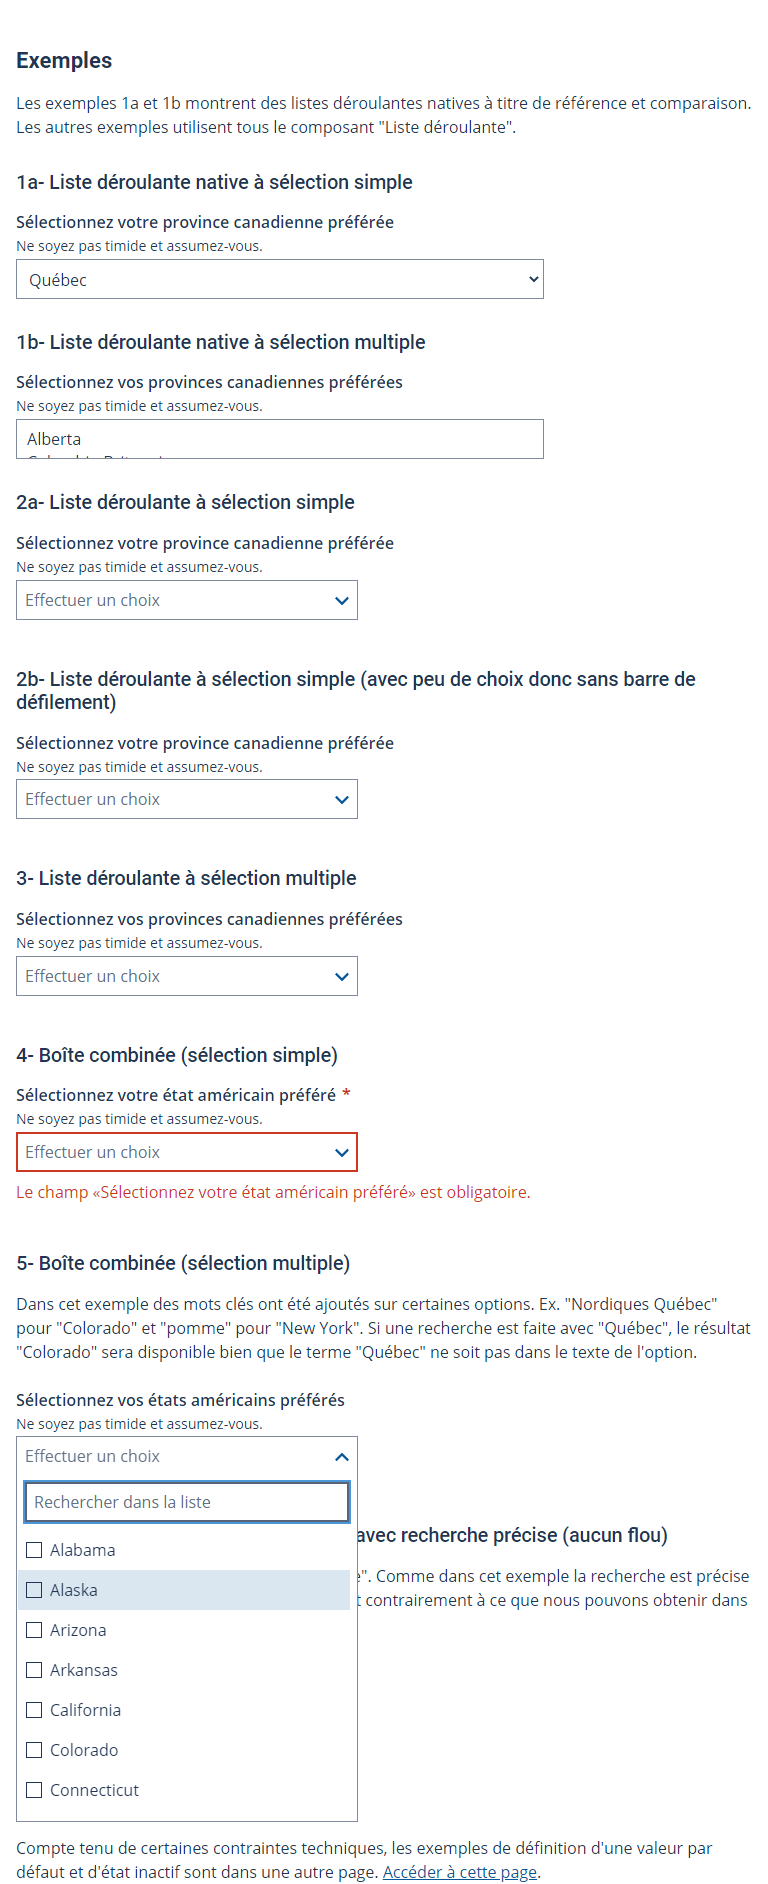 Exemples
Les exemples 1a et 1b montrent des listes déroulantes natives à titre de référence et comparaison.
Les autres exemples utilisent tous le composant "Liste déroulante".
1a- Liste déroulante native à sélection simple
Sélectionnez votre province canadienne préférée
Ne soyez pas timide et assumez-vous.
Québec
1b- Liste déroulante native à sélection multiple
Sélectionnez vos provinces canadiennes préférées
Ne soyez pas timide et assumez-vous.
Alberta
2a- Liste déroulante à sélection simple
Sélectionnez votre province canadienne préférée
Ne soyez pas timide et assumez-vous.
Effectuer un choix
2b- Liste déroulante à sélection simple (avec peu de choix donc sans barre de
défilement)
Sélectionnez votre province canadienne préférée
Ne soyez pas timide et assumez-vous.
Effectuer un choix
3- Liste déroulante à sélection multiple
Sélectionnez vos provinces canadiennes préférées
Ne soyez pas timide et assumez-vous.
Effectuer un choix
4- Boîte combinée (sélection simple)
Sélectionnez votre état américain préféré *
Ne soyez pas timide et assumez-vous.
Effectuer un choix
Le champ «Sélectionnez votre état américain préféré» est obligatoire.
5- Boîte combinée (sélection multiple)
Dans cet exemple des mots clés ont été ajoutés sur certaines options. Ex. "Nordiques Québec"
pour "Colorado" et "pomme" pour "New York". Si une recherche est faite avec "Québec", le résultat
"Colorado" sera disponible bien que le terme "Québec" ne soit pas dans le texte de l'option.
Sélectionnez vos états américains préférés
Ne soyez pas timide et assumez-vous.
Effectuer un choix
Rechercher dans la liste
avec recherche précise (aucun flou)
Alabama
". Comme dans cet exemple la recherche est précise
Alaska
contrairement à ce que nous pouvons obtenir dans
Arizona
Arkansas
California
Colorado
Connecticut
Compte tenu de certaines contraintes techniques, les exemples de définition d'une valeur par
défaut et d'état inactif sont dans une autre page. Accéder à cette page.